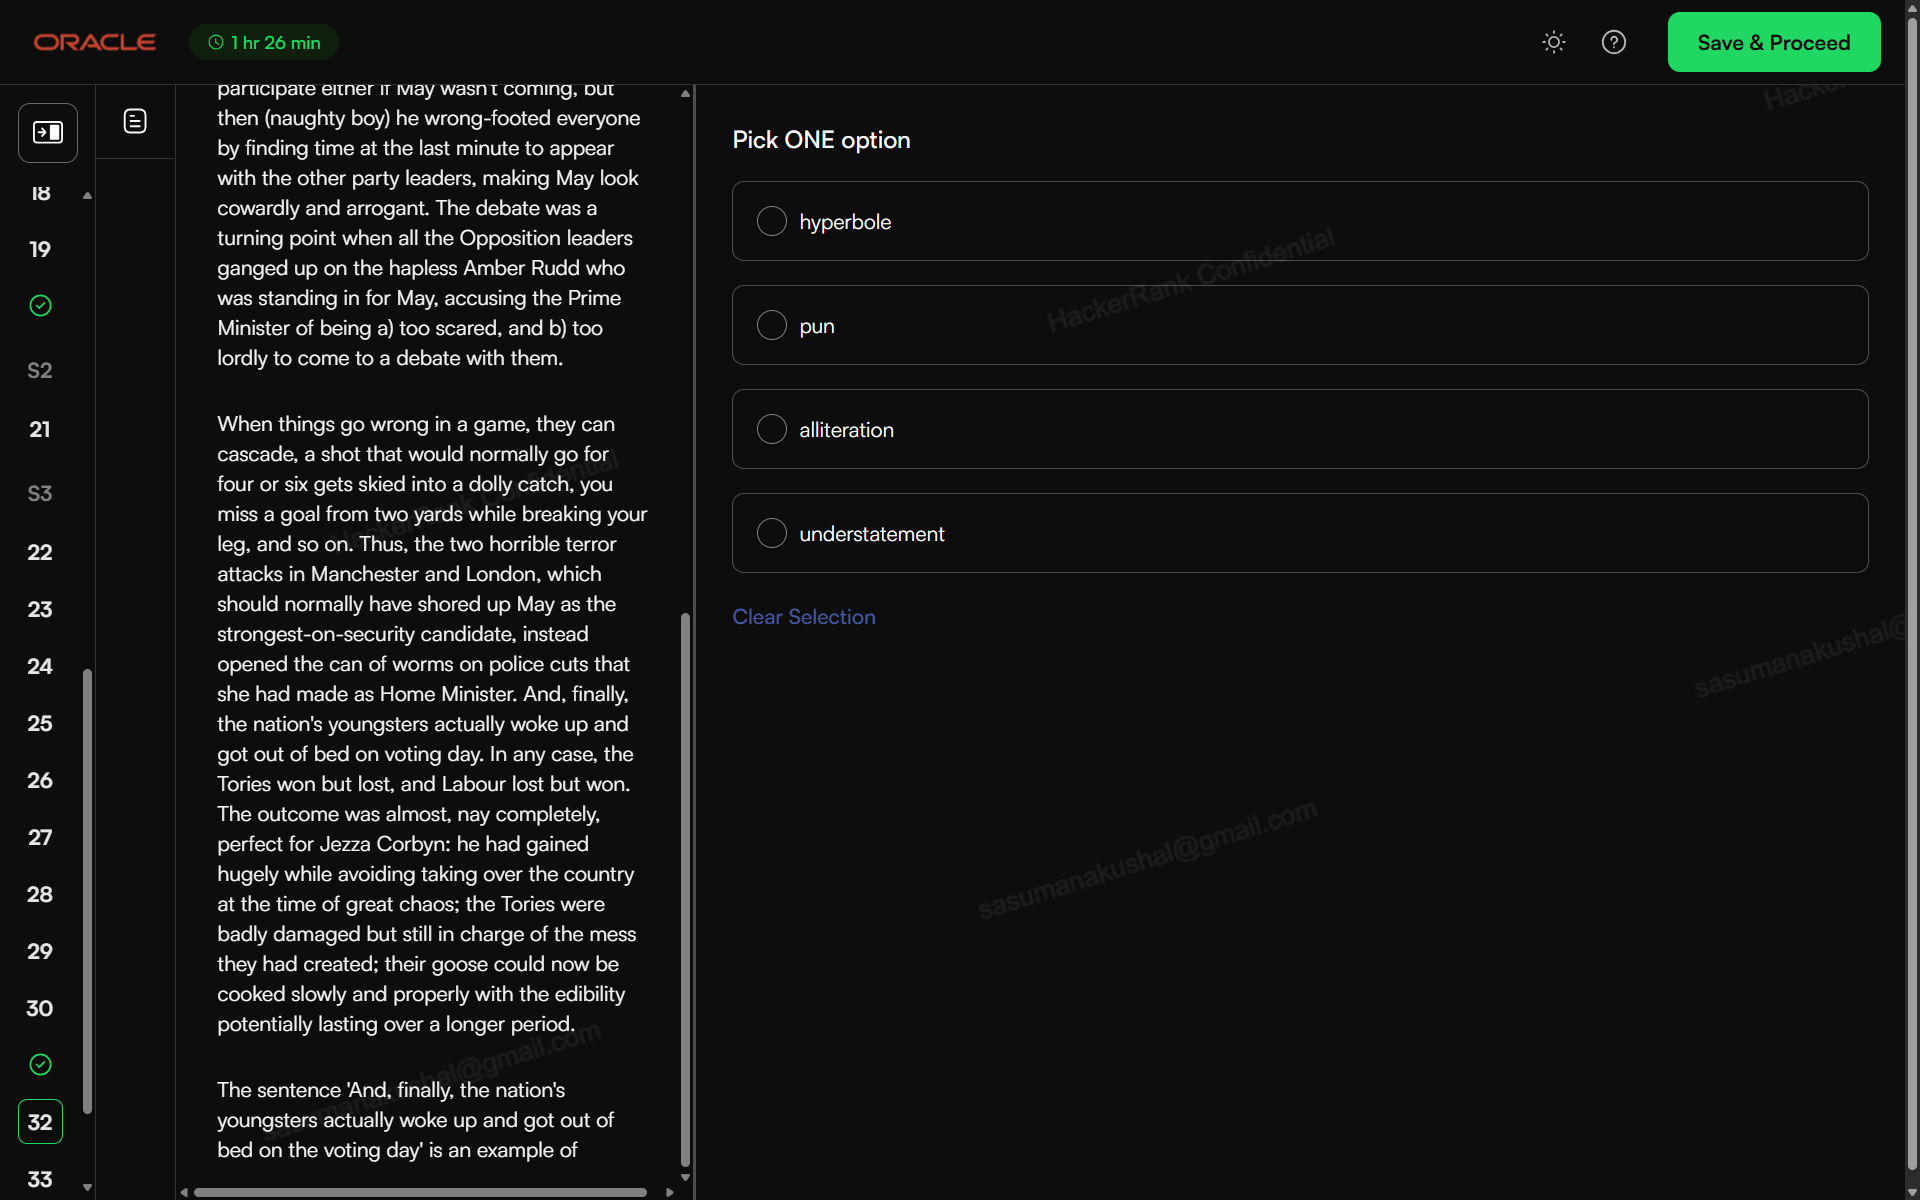 ORACLE
1 hr 26 min
Save & Proceed
18
19
S2
21
S3
22
23
24
25
26
27
28
29
30
32
33
participate either if May wasn't coming, but
then (naughty boy) he wrong-footed everyone
by finding time at the last minute to appear
with the other party leaders, making May look
cowardly and arrogant. The debate was a
turning point when all the Opposition leaders
ganged up on the hapless Amber Rudd who
was standing in for May, accusing the Prime
Minister of being a) too scared, and b) too
lordly to come to a debate with them.
When things go wrong in a game, they can
cascade, a shot that would normally go for
four or six gets skied into a dolly catch, you
miss a goal from two yards while breaking your
leg, and so on. Thus, the two horrible terror
attacks in Manchester and London, which
should normally have shored up May as the
strongest-on-security candidate, instead
opened the can of worms on police cuts that
she had made as Home Minister. And, finally,
the nation's youngsters actually woke up and
got out of bed on voting day. In any case, the
Tories won but lost, and Labour lost but won.
The outcome was almost, nay completely,
perfect for Jezza Corbyn: he had gained
hugely while avoiding taking over the country
at the time of great chaos; the Tories were
badly damaged but still in charge of the mess
they had created; their goose could now be
cooked slowly and properly with the edibility
potentially lasting over a longer period.
The sentence 'And, finally, the nation's
youngsters actually woke up and got out of
bed on the voting day' is an example of
Pick ONE option
hyperbole
pun
alliteration
understatement
Clear Selection
HackerRank Confidential
HackerRank Confidential
sasumanakushal@gmail.com
sasumanakushal@gmail.com
sasumanakushal@